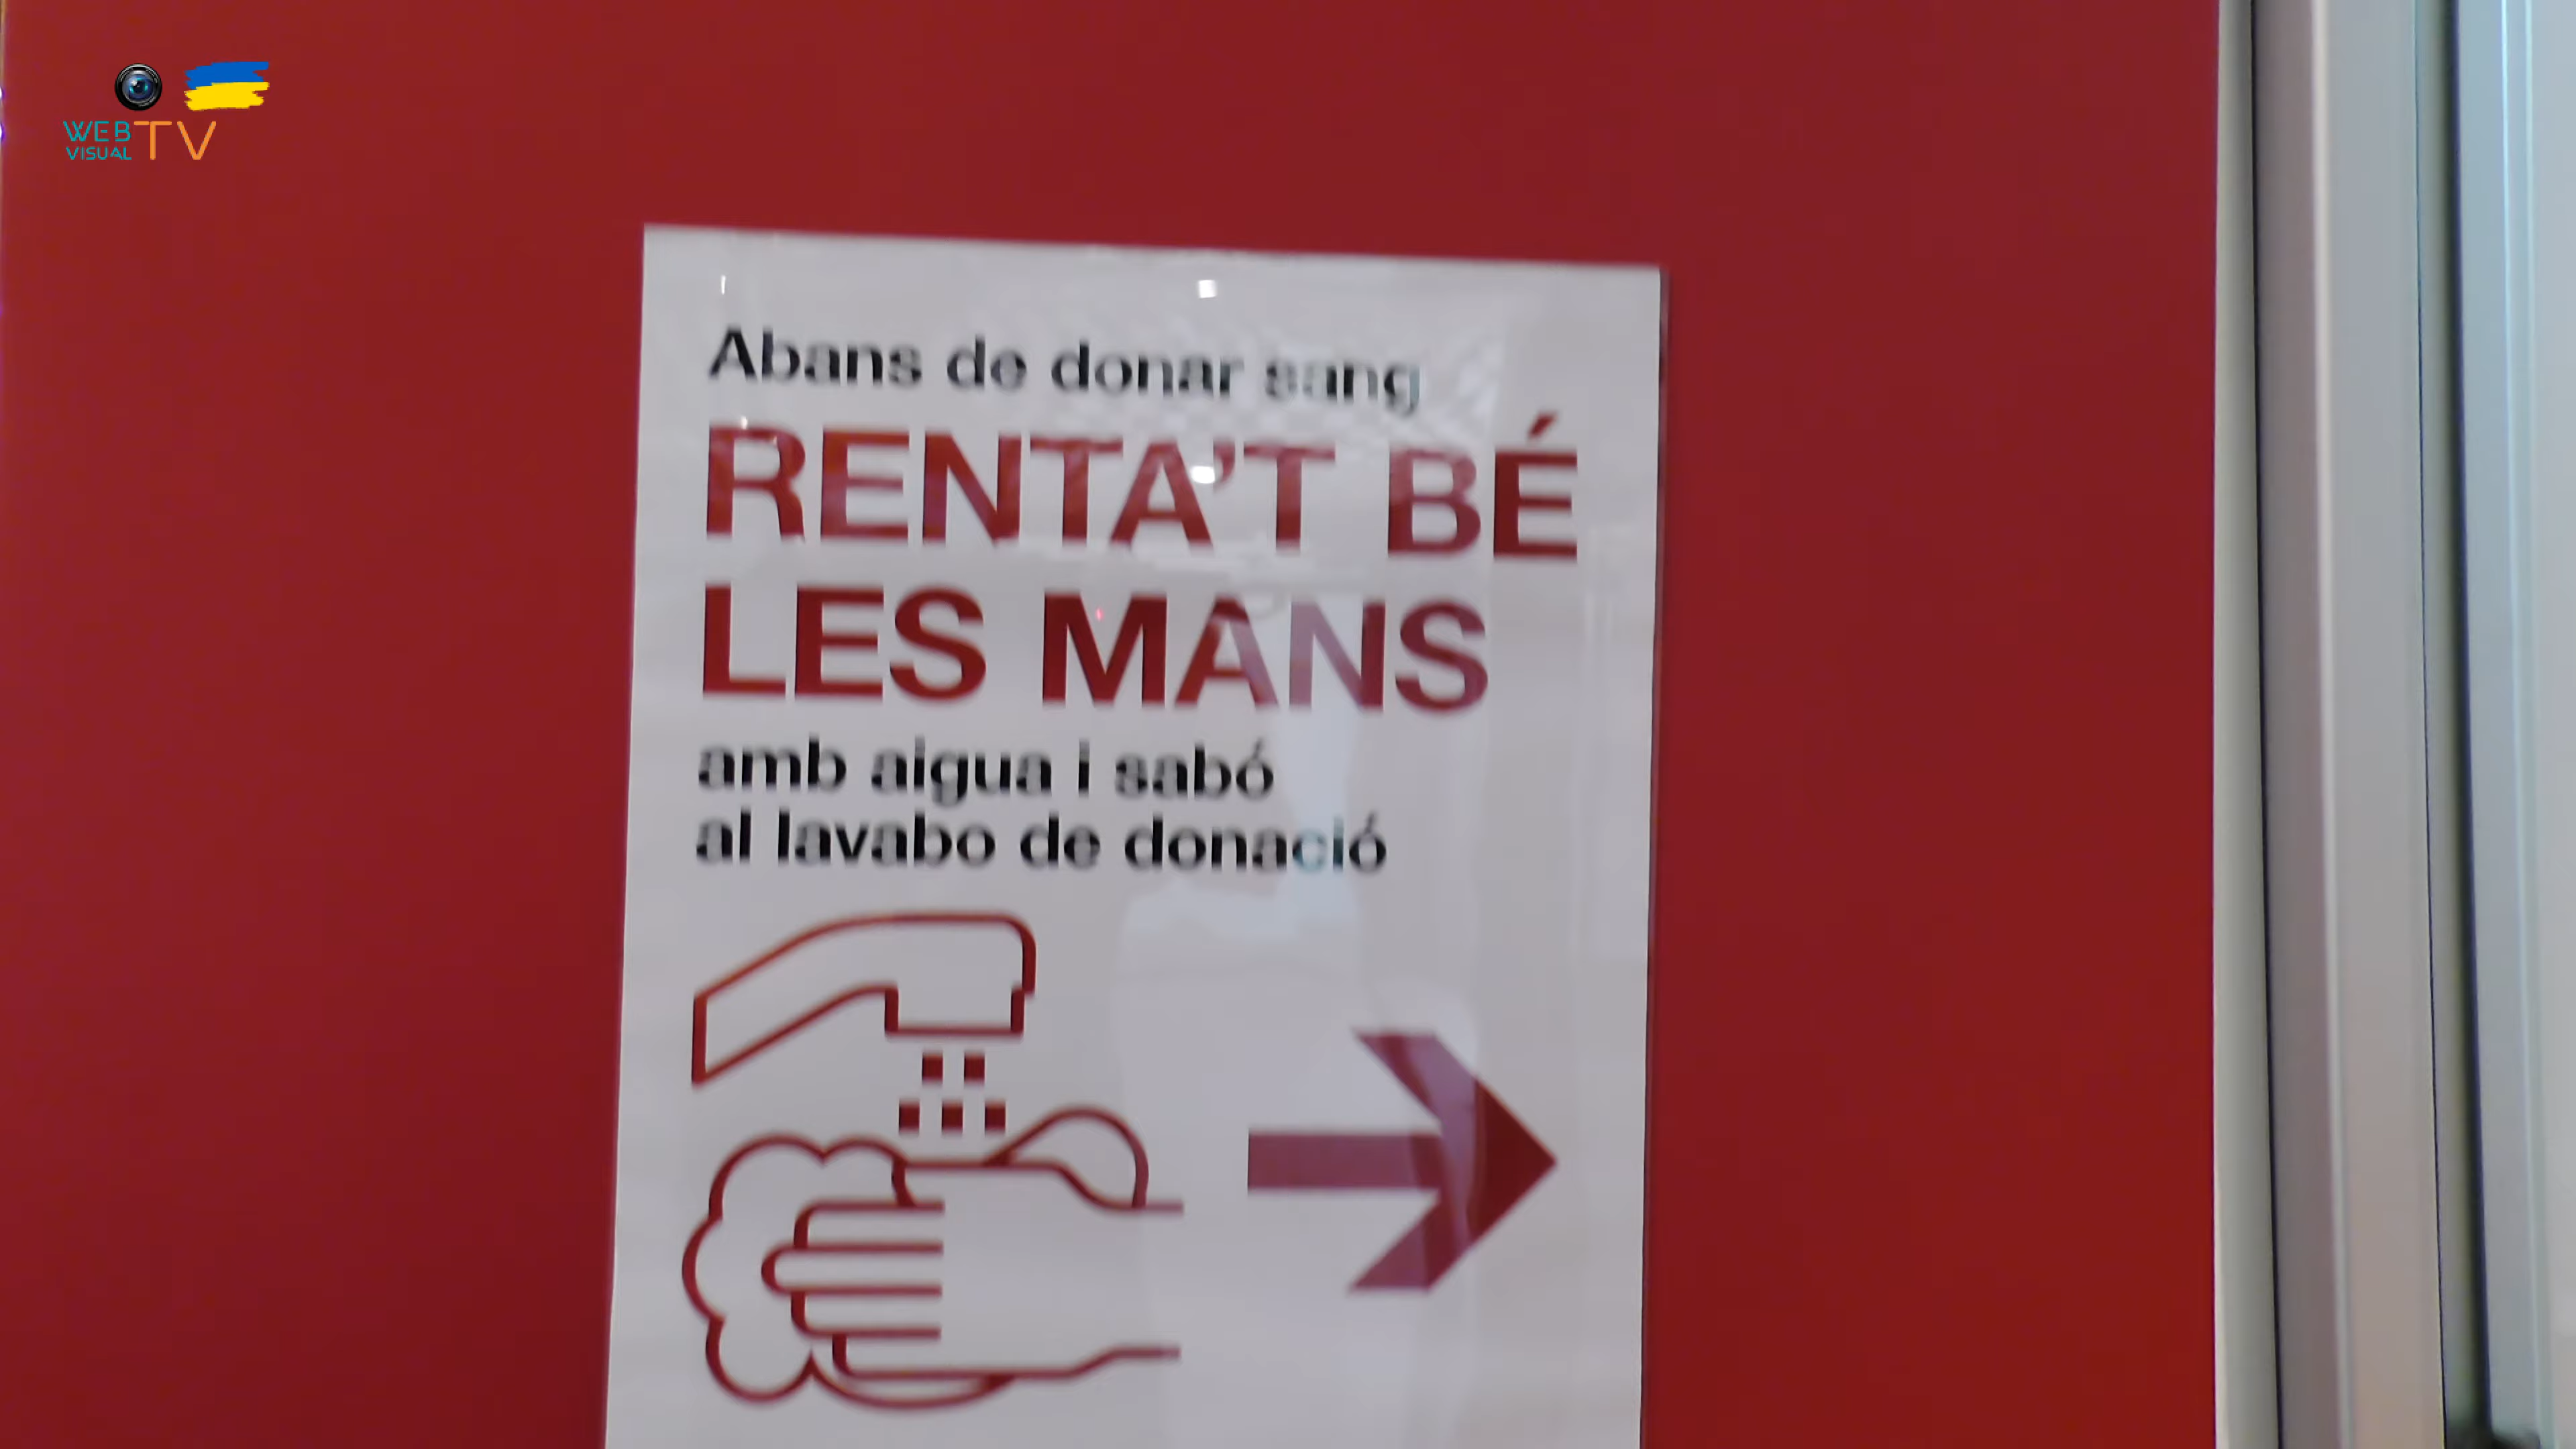 WEB
VISUAL TV
Abans de donar sang
RENTA'T BÉ
LES MANS
amb aigua i sabó
al lavabo de donació